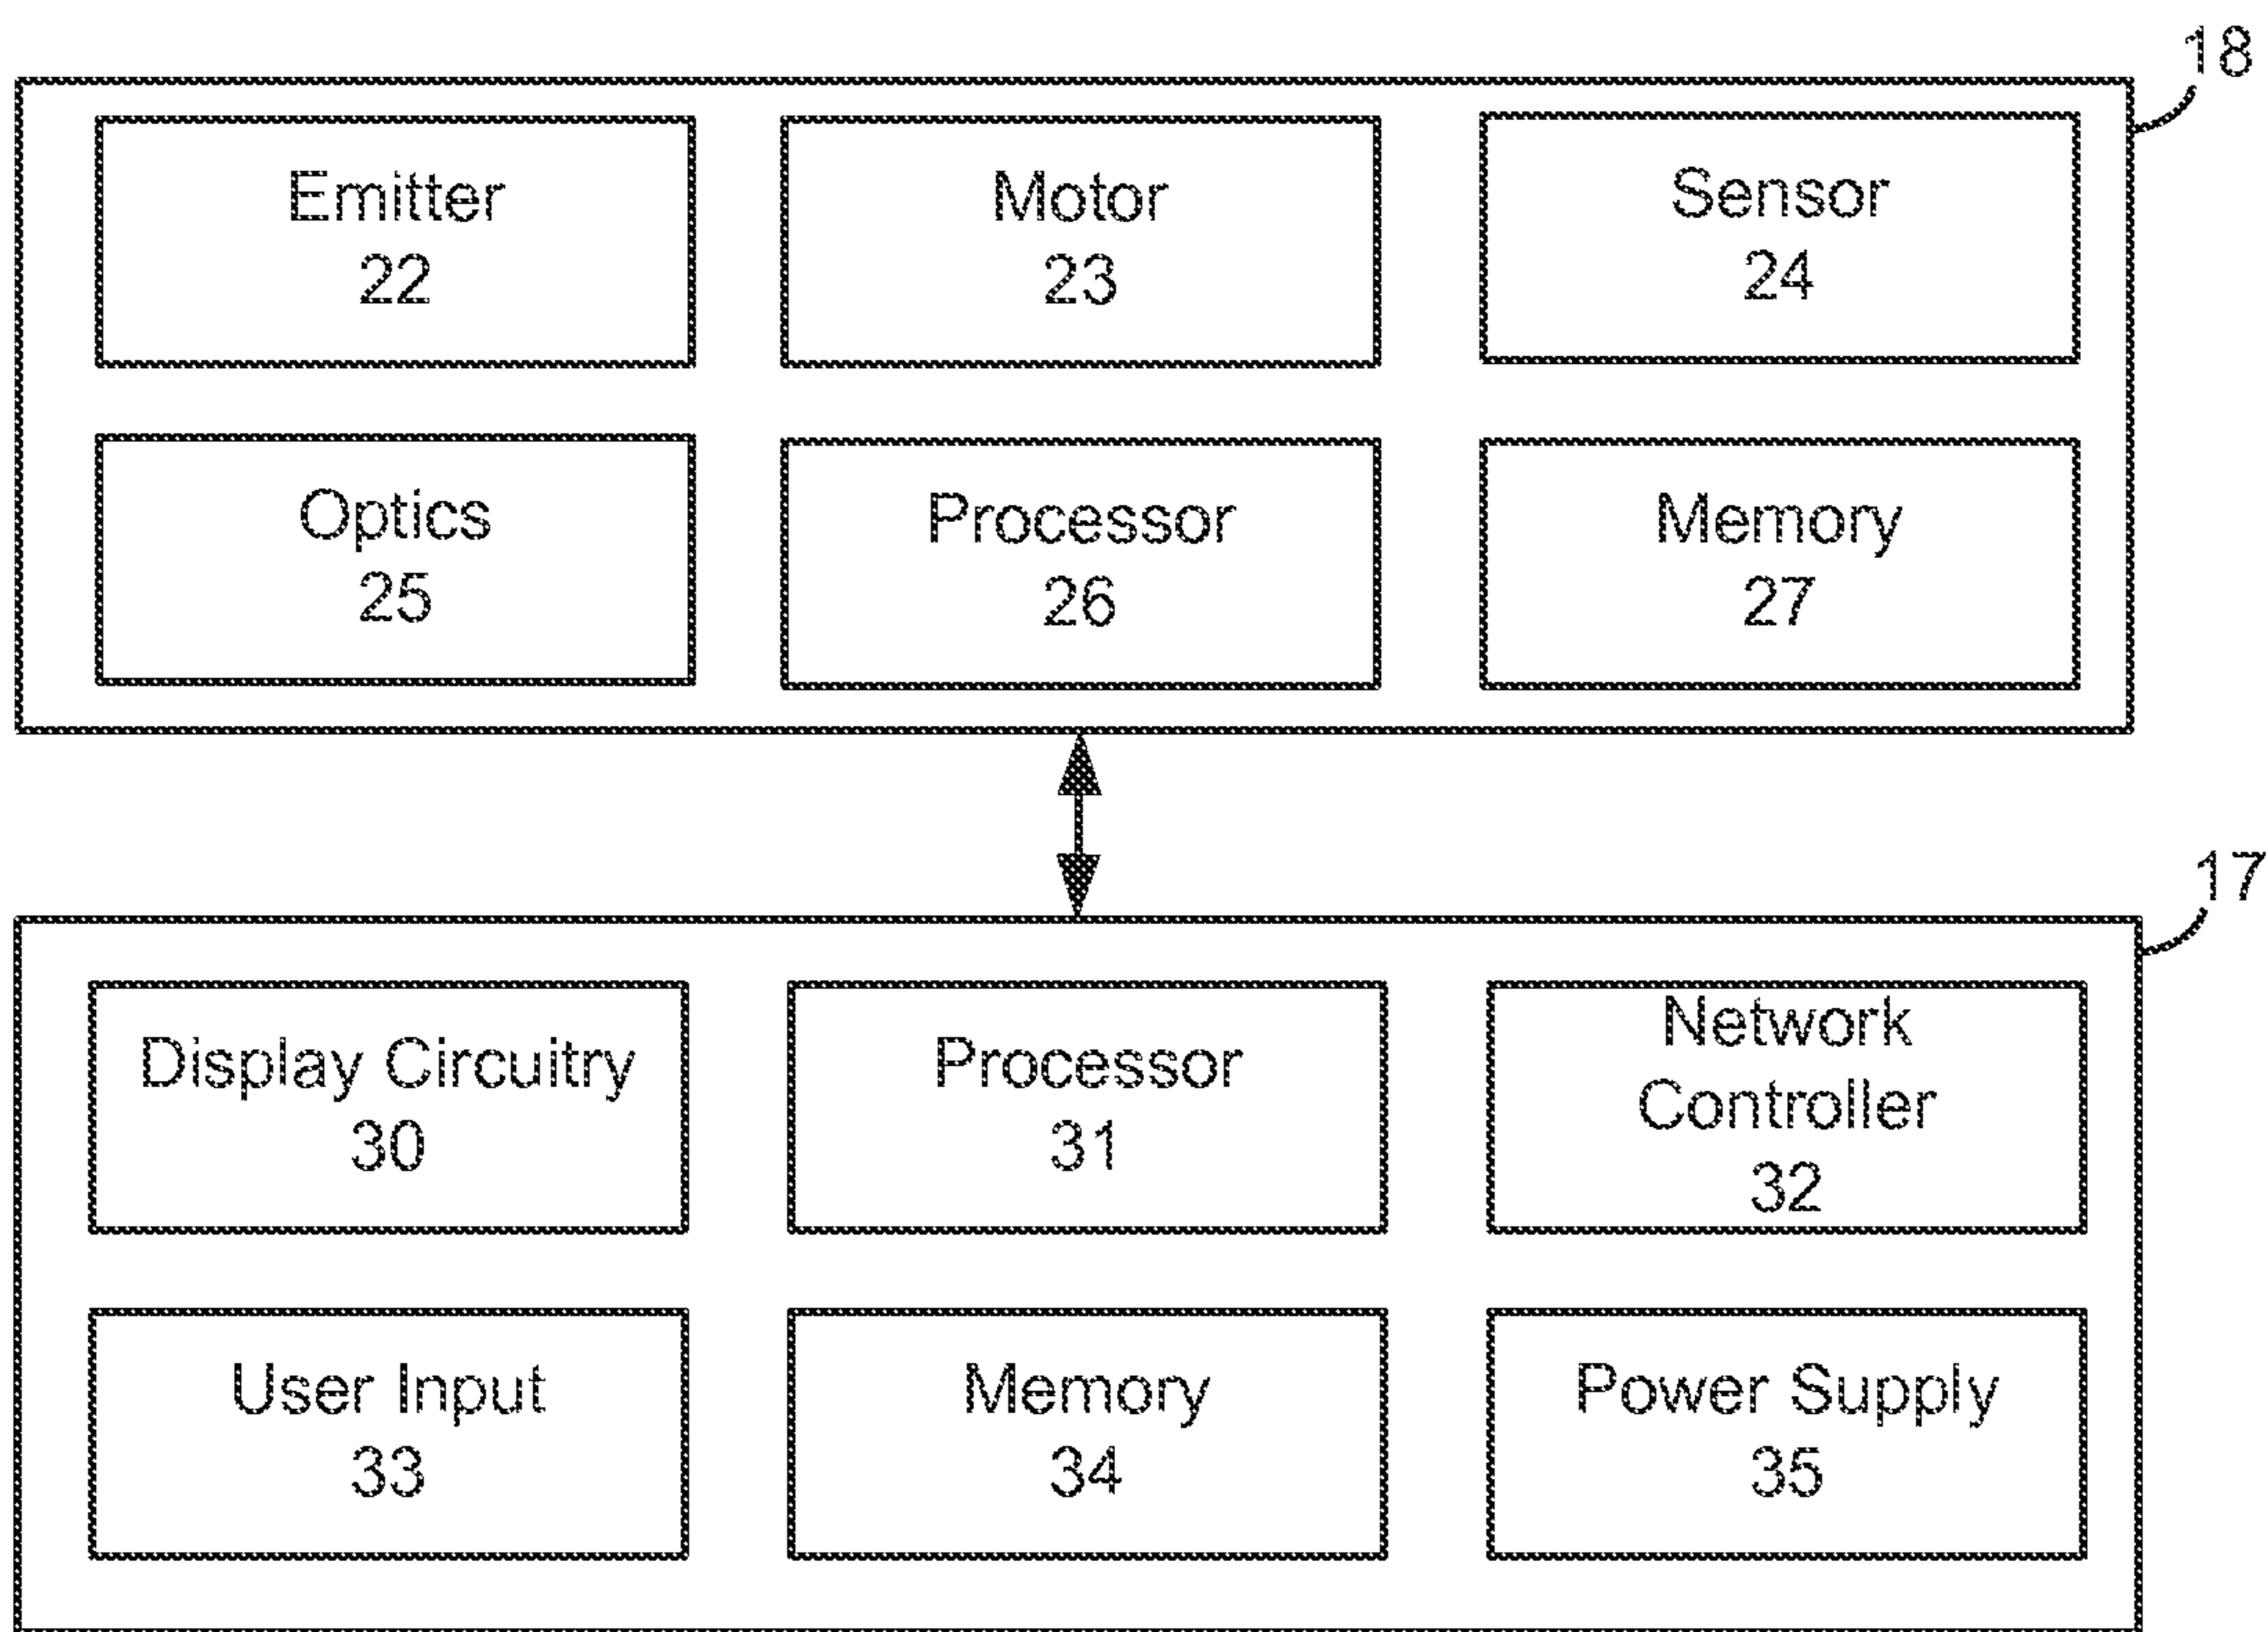 18
Emitter
22
Motor
23
Sensor
24
Optics
25
Processor
26
Memory
27
17
Display Circuitry
30
Processor
31
Network
Controller
32
User Input
33
Memory
34
Power Supply
35